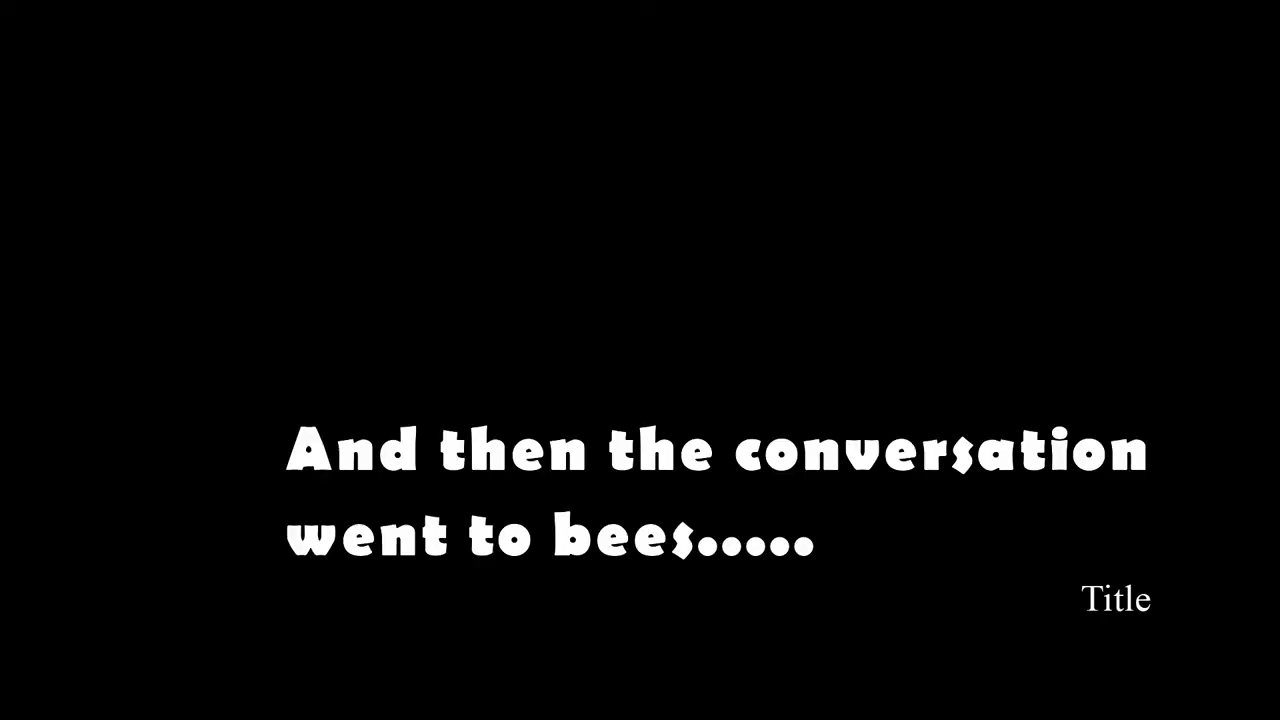 And then the conversation
went to bees.....
Title